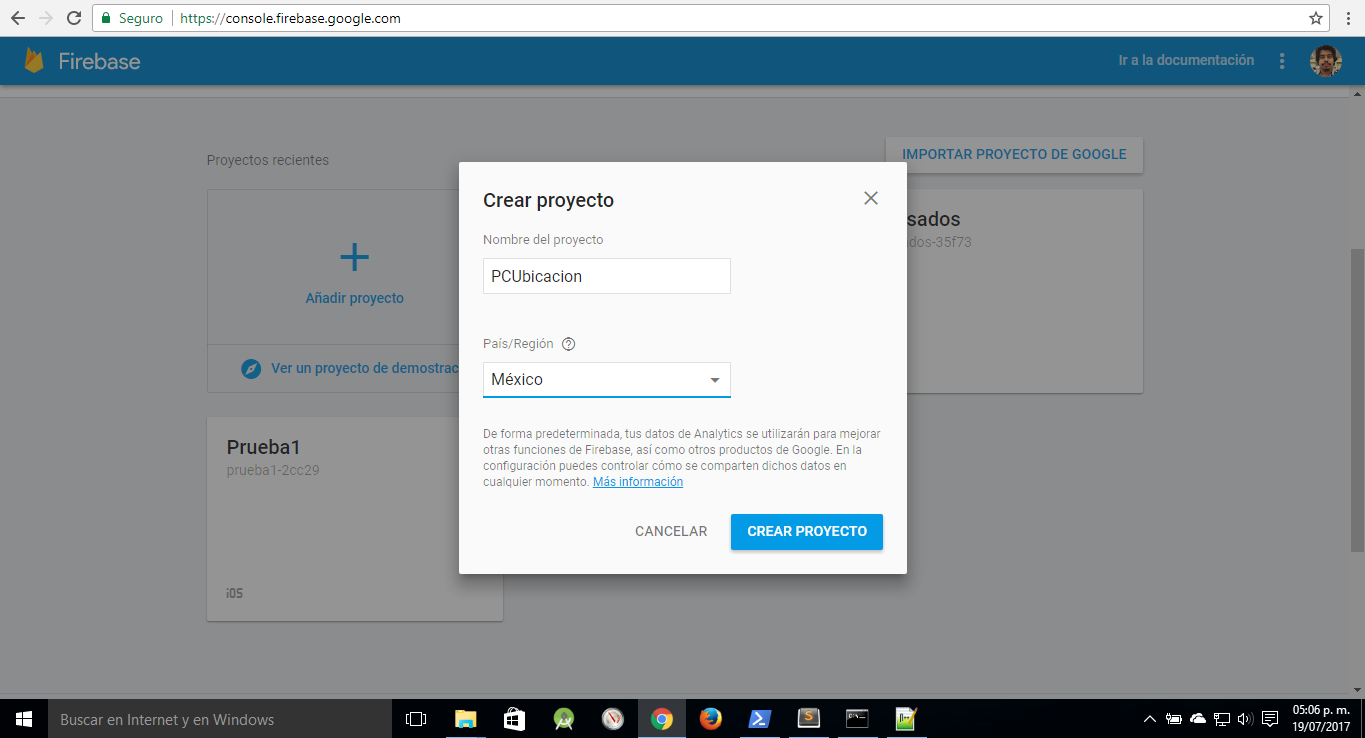 Seguro
https://console.firebase.google.com
Firebase
Ir a la documentación
Proyectos recientes
IMPORTAR PROYECTO DE GOOGLE
Añadir proyecto
Ver un proyecto de demostrac
Crear proyecto
Nombre del proyecto
PCUbicacion
País/Región
México
De forma predeterminada, tus datos de Analytics se utilizarán para mejorar
otras funciones de Firebase, así como otros productos de Google. En la
configuración puedes controlar cómo se comparten dichos datos en
cualquier momento. Más información
CANCELAR
CREAR PROYECTO
sados
dos-35f73
Prueba1
prueba1-2cc29
iOS
Buscar en Internet y en Windows
05:06 p. m.
19/07/2017